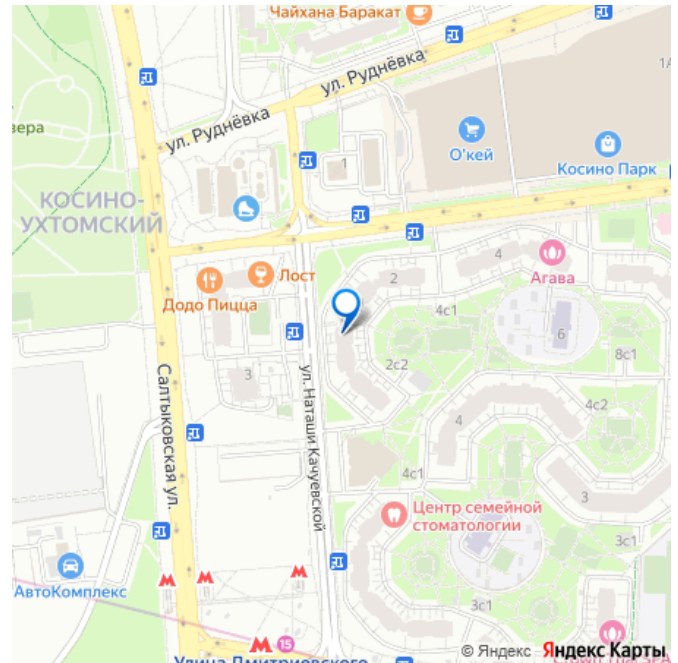 Чайхана Баракат
ул. Руднёвка
ул. Руднёвка
1А
вера
1
О'кей
Косино Парк
КОСИНО-
УХТОМСКИЙ
Лост
Додо Пицца
2
4
Агава
4с1
6
2с2
8с1
3
Салтыковская ул.
ул. Наташи Качуевской
4
4с2
4с1
3
Центр семейной
стоматологии
3с1
АвтоКомплекс
3с1
15
Улица Дмитриевского
© Яндекс Яндекс Карты